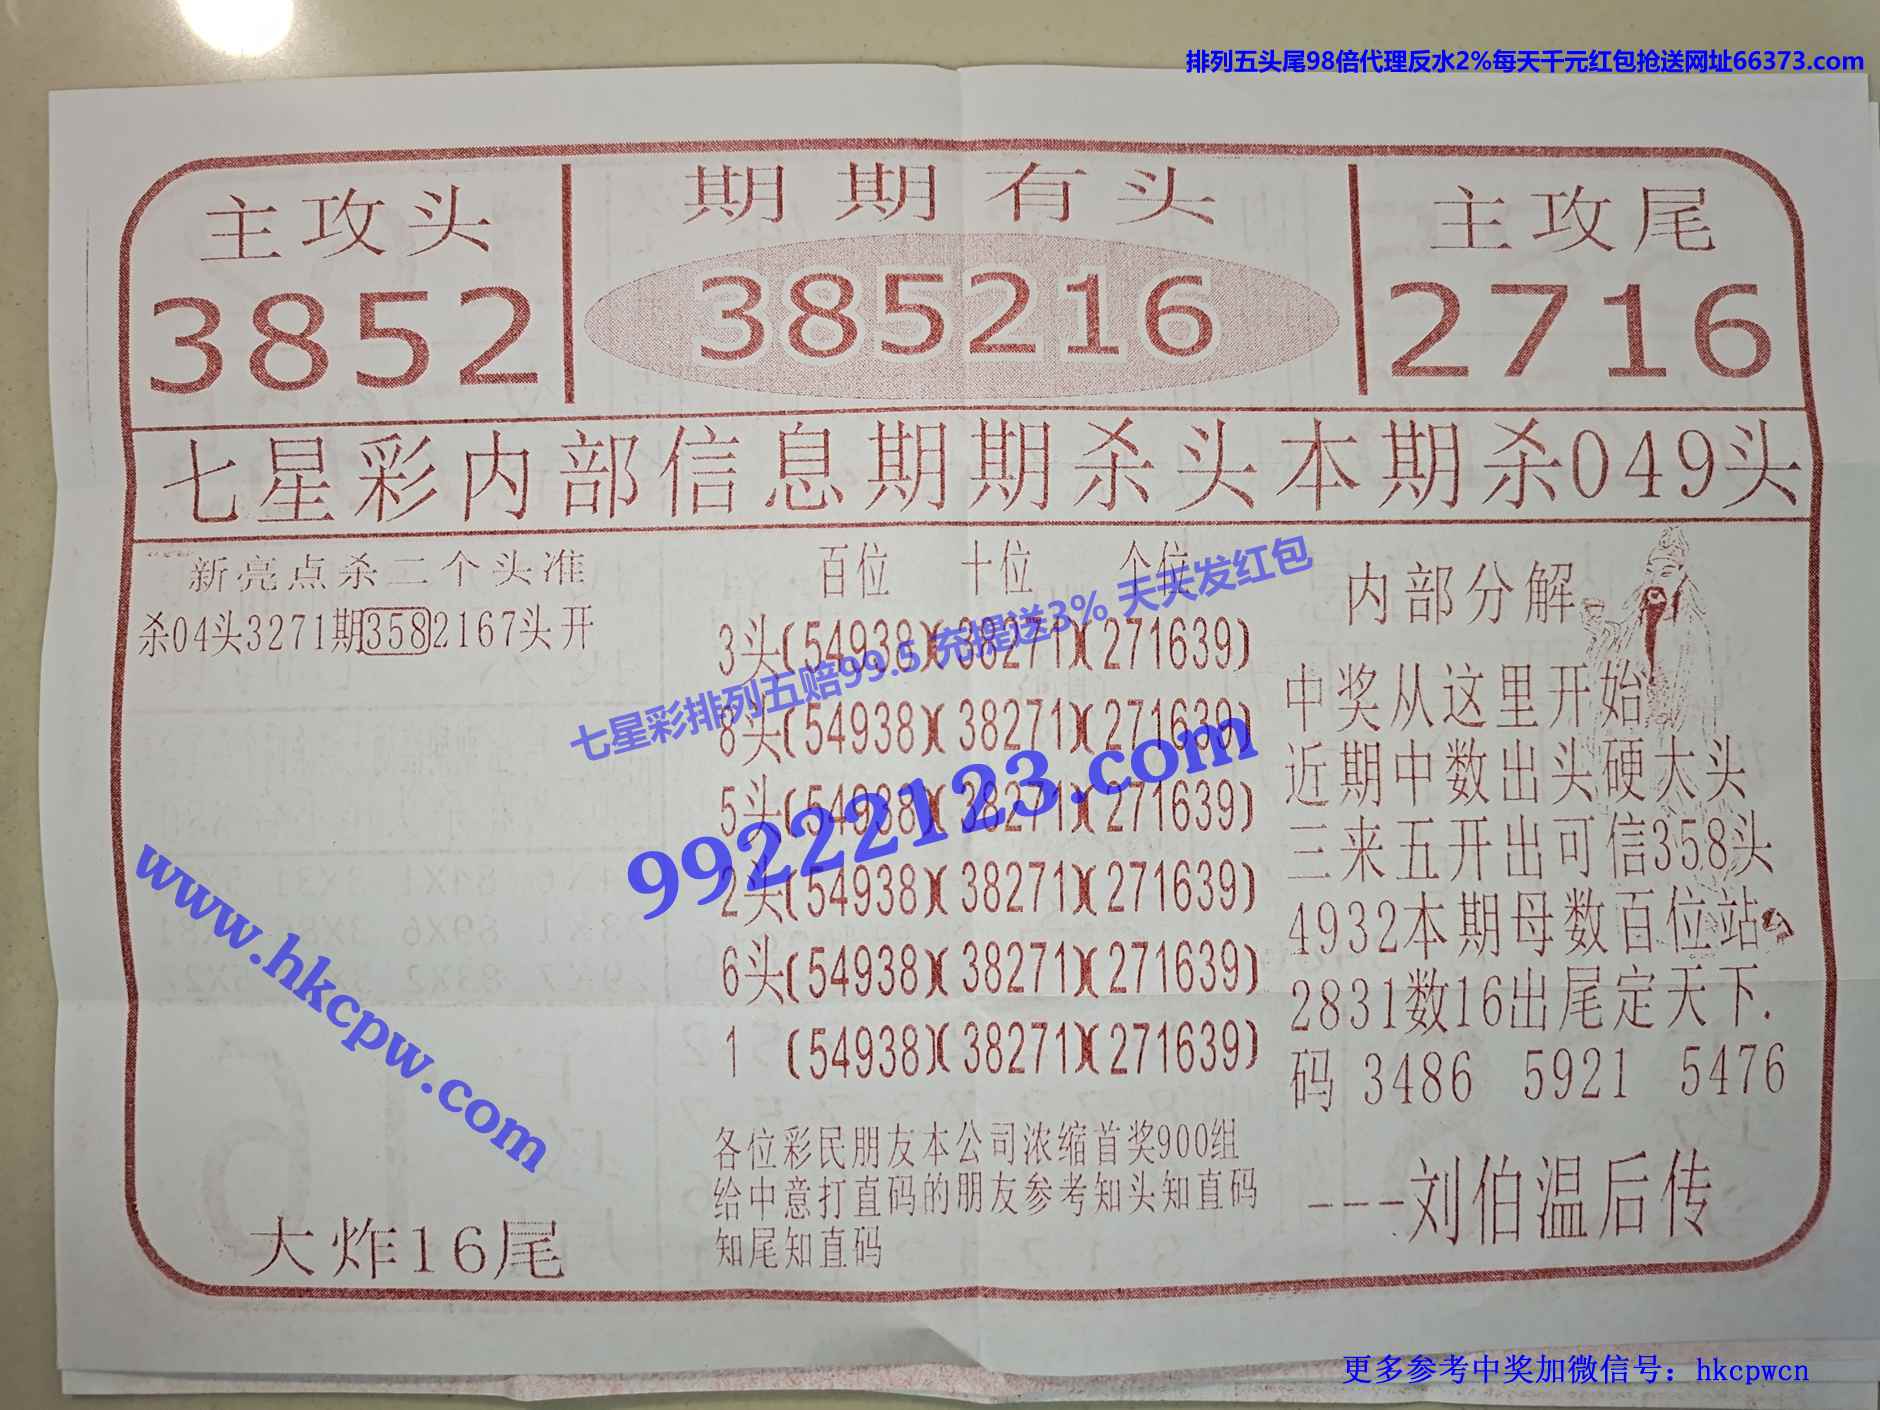 排列五头尾98倍代理反水2%每天千元红包抢送网址66373.com
主攻头
3852
期期有头
385216
主攻尾
2716
七星彩内部信息期期杀头本期杀049头
新亮点杀二个头准
杀04头3271期3582167头开
百位 十位 个位
3头(54938)(38271)(271639)
8头(54938)(38271)(271639)
5头(54938)(38271)(271639)
2头(54938)(38271)(271639)
6头(54938)(38271)(271639)
1 (54938)(38271)(271639)
七星彩排列五赔99.5 充提送3% 天天发红包
99222123.com
www.hkcpw.com
内部分解
中奖从这里开始
近期中数出头硬太头
三来五开出可信358头
4932本期母数百位站
2831数16出尾定天下.
码 3486 5921 5476
---刘伯温后传
各位彩民朋友本公司浓缩首奖900组
给中意打直码的朋友参考知头知直码
知尾知直码
大炸16尾
更多参考中奖加微信号：hkcpwcn